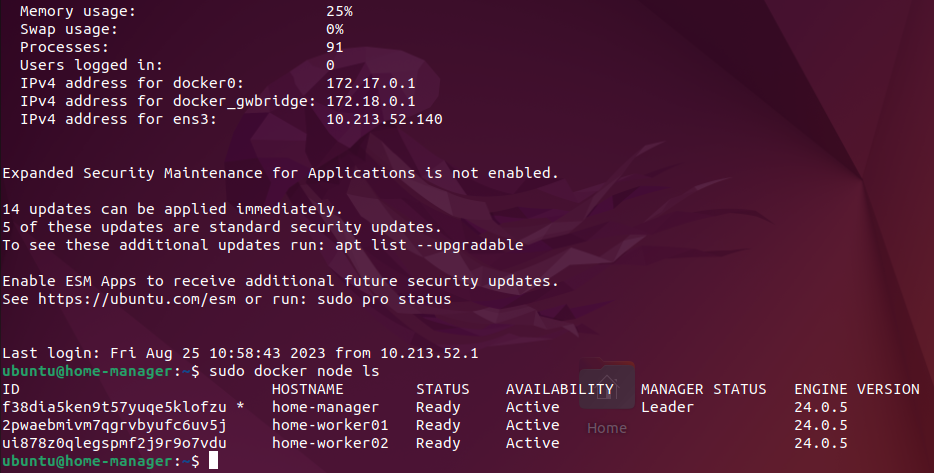 Memory usage: 25%
Swap usage: 0%
Processes: 91
Users logged in: 0
IPv4 address for docker0: 172.17.0.1
IPv4 address for docker_gwbridge: 172.18.0.1
IPv4 address for ens3: 10.213.52.140
Expanded Security Maintenance for Applications is not enabled.
14 updates can be applied immediately.
5 of these updates are standard security updates.
To see these additional updates run: apt list --upgradable
Enable ESM Apps to receive additional future security updates.
See https://ubuntu.com/esm or run: sudo pro status
Last login: Fri Aug 25 10:58:43 2023 from 10.213.52.1
ubuntu@home-manager:~$ sudo docker node ls
ID HOSTNAME STATUS AVAILABILITY MANAGER STATUS ENGINE VERSION
f38dia5ken9t57yuqe5klofzu * home-manager Ready Active Leader 24.0.5
2pwaebmivm7qgrvbyufc6uv5j home-worker01 Ready Active 24.0.5
ui878z0qlegspmf2j9r9o7vdu home-worker02 Ready Active 24.0.5
Home
ubuntu@home-manager:~$